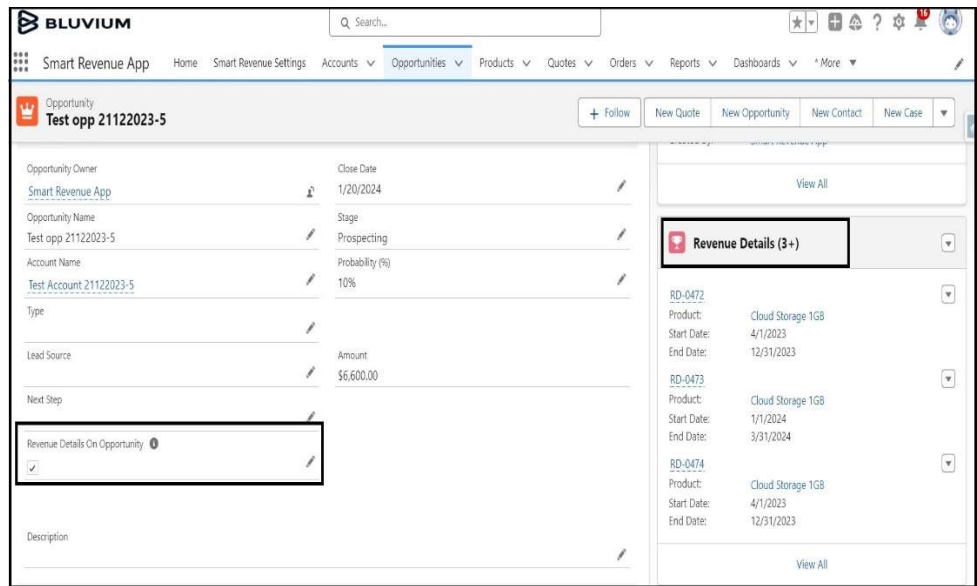 BLUVIUM
Search...
16
Smart Revenue App Home Smart Revenue Settings Accounts Opportunities Products Quotes Orders Reports Dashboards * More
Opportunity
Test opp 21122023-5
+ Follow New Quote New Opportunity New Contact New Case
Opportunity Owner
Smart Revenue App
Close Date
1/20/2024
Opportunity Name
Test opp 21122023-5
Stage
Prospecting
Account Name
Test Account 21122023-5
Probability (%)
10%
Type
Lead Source
Amount
$6,600.00
Next Step
Revenue Details On Opportunity
Description
View All
Revenue Details (3+)
RD-0472
Product: Cloud Storage 1GB
Start Date: 4/1/2023
End Date: 12/31/2023
RD-0473
Product: Cloud Storage 1GB
Start Date: 1/1/2024
End Date: 3/31/2024
RD-0474
Product: Cloud Storage 1GB
Start Date: 4/1/2023
End Date: 12/31/2023
View All